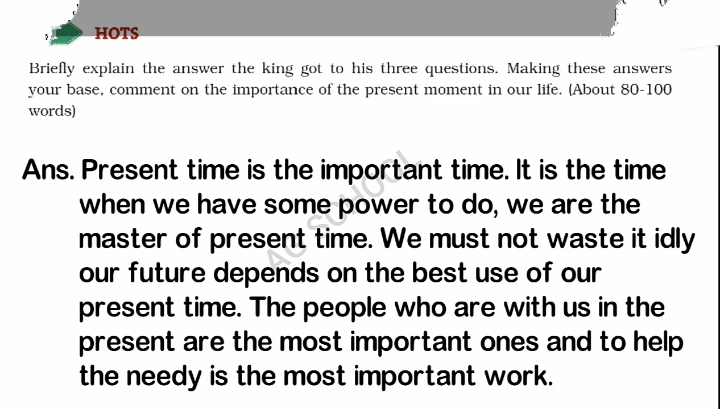 HOTS
Briefly explain the answer the king got to his three questions. Making these answers
your base, comment on the importance of the present moment in our life. (About 80-100
words)
Ans. Present time is the important time. It is the time
when we have some power to do, we are the
master of present time. We must not waste it idly
our future depends on the best use of our
present time. The people who are with us in the
present are the most important ones and to help
the needy is the most important work.
AG SCHOOL